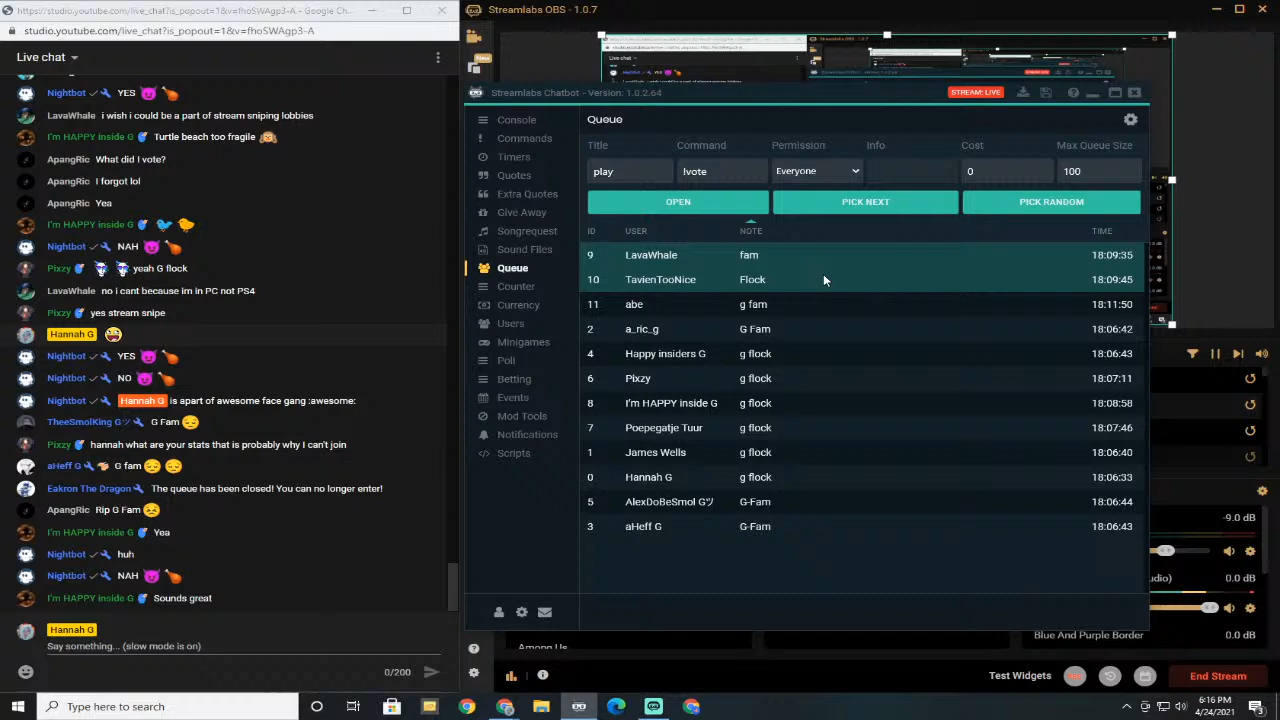 https://studio.youtube.com/live_chat?is_popout=1&v=rhoSWAgp3-A - Google Ch...
https://studio.youtube.com/live_chat?is_popout=1&v=rhoSWAgp3-A
Live chat
Nightbot YES
LavaWhale i wish i could be a part of stream sniping lobbies
I'm HAPPY inside G Turtle beach too fragile
ApangRic What did I vote?
ApangRic I forgot lol
ApangRic Yea
I'm HAPPY inside G
Nightbot NAH
Pixzy yeah G flock
LavaWhale no i cant because im in PC not PS4
Pixzy yes stream snipe
Hannah G
Nightbot YES
Nightbot NO
Nightbot Hannah G is apart of awesome face gang :awesome:
TheeSmolKing Gツ G Fam
Pixzy hannah what are your stats that is probably why I can't join
aHeff G G fam
Eakron The Dragon The queue has been closed! You can no longer enter!
ApangRic Rip G Fam
I'm HAPPY inside G Yea
Nightbot huh
Nightbot NAH
I'm HAPPY inside G Sounds great
Hannah G
Say something... (slow mode is on)
0/200
Streamlabs OBS - 1.0.7
New
Streamlabs Chatbot - Version: 1.0.2.64
STREAM: LIVE
Console
Commands
Timers
Quotes
Extra Quotes
Give Away
Songrequest
Sound Files
Queue
Counter
Currency
Users
Minigames
Poll
Betting
Events
Mod Tools
Notifications
Scripts
Queue
Title Command Permission Info Cost Max Queue Size
play !vote Everyone 0 100
OPEN PICK NEXT PICK RANDOM
ID USER NOTE TIME
9 LavaWhale fam 18:09:35
10 TavienTooNice Flock 18:09:45
11 abe g fam 18:11:50
2 a_ric_g G Fam 18:06:42
4 Happy insiders G g flock 18:06:43
6 Pixzy g flock 18:07:11
8 I'm HAPPY inside G g flock 18:08:58
7 Poepegatje Tuur g flock 18:07:46
1 James Wells g flock 18:06:40
0 Hannah G g flock 18:06:33
5 AlexDoBeSmol Gツ G-Fam 18:06:44
3 aHeff G G-Fam 18:06:43
-9.0 dB
udio) 0.0 dB
Blue And Purple Border 0.0 dB
Among Us
Test Widgets
REC
End Stream
Type here to search
6:16 PM
4/24/2021
3